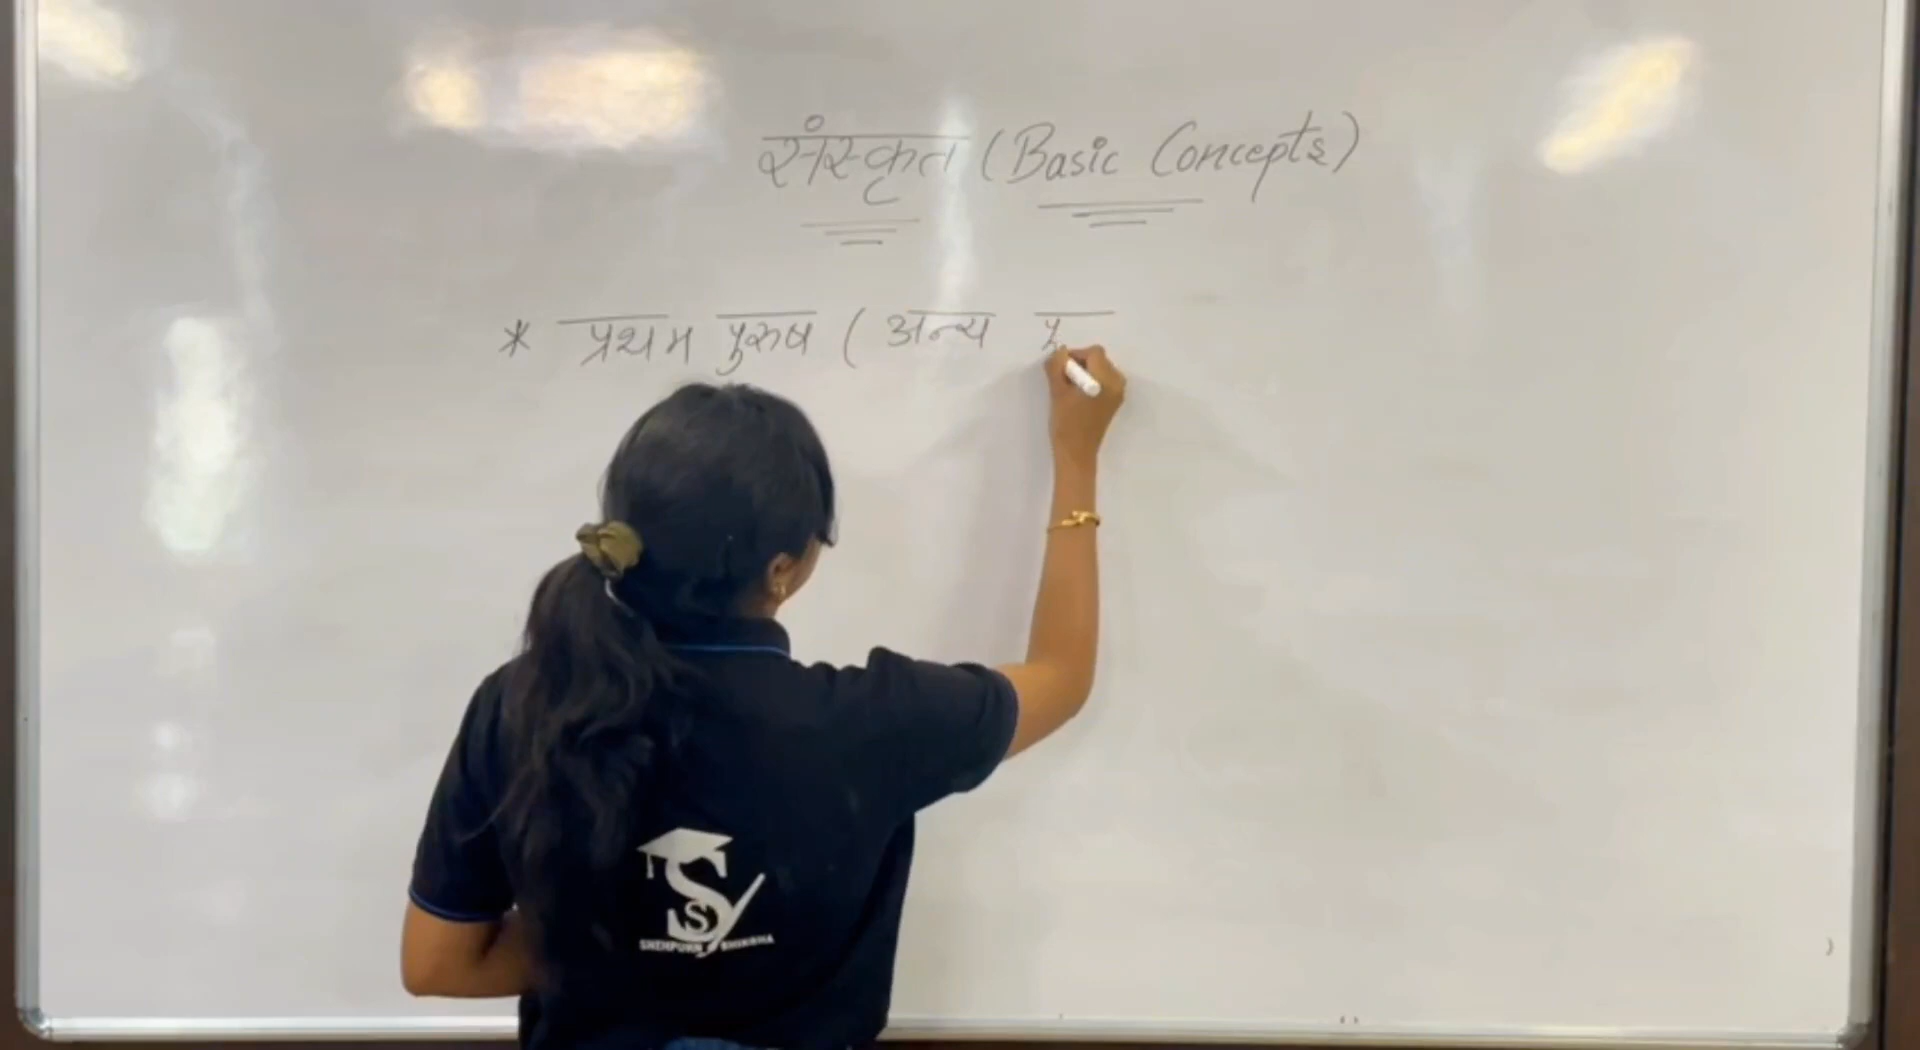 संस्कृत (Basic Concepts)
* प्रथम पुरुष ( अन्य पु
S
S